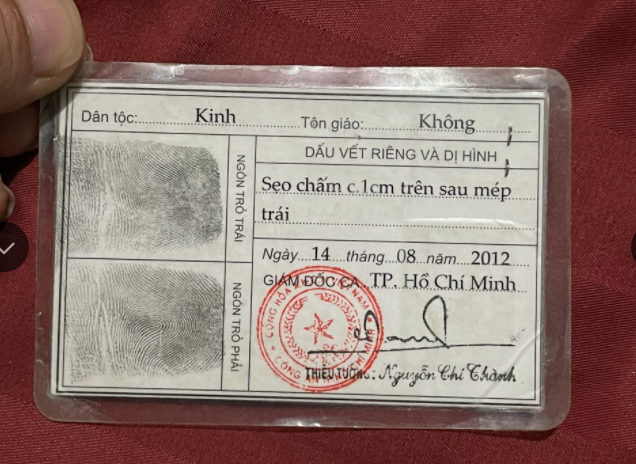 Dân tộc: Kinh Tôn giáo: Không
NGÓN TRỎ TRÁI
DẤU VẾT RIÊNG VÀ DỊ HÌNH
Sẹo chấm c.1cm trên sau mép
trái
Ngày 14 tháng 08 năm 2012
NGÓN TRỎ PHẢI
GIÁM ĐỐC CA. TP. Hồ Chí Minh
THIẾU TƯỚNG: Nguyễn Chí Thành